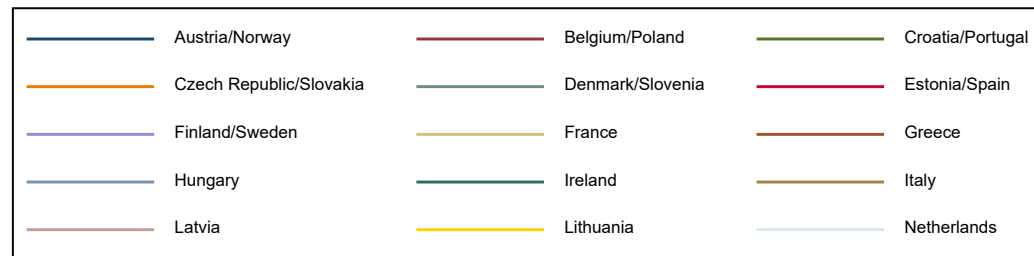 Austria/Norway Belgium/Poland Croatia/Portugal
Czech Republic/Slovakia Denmark/Slovenia Estonia/Spain
Finland/Sweden France Greece
Hungary Ireland Italy
Latvia Lithuania Netherlands